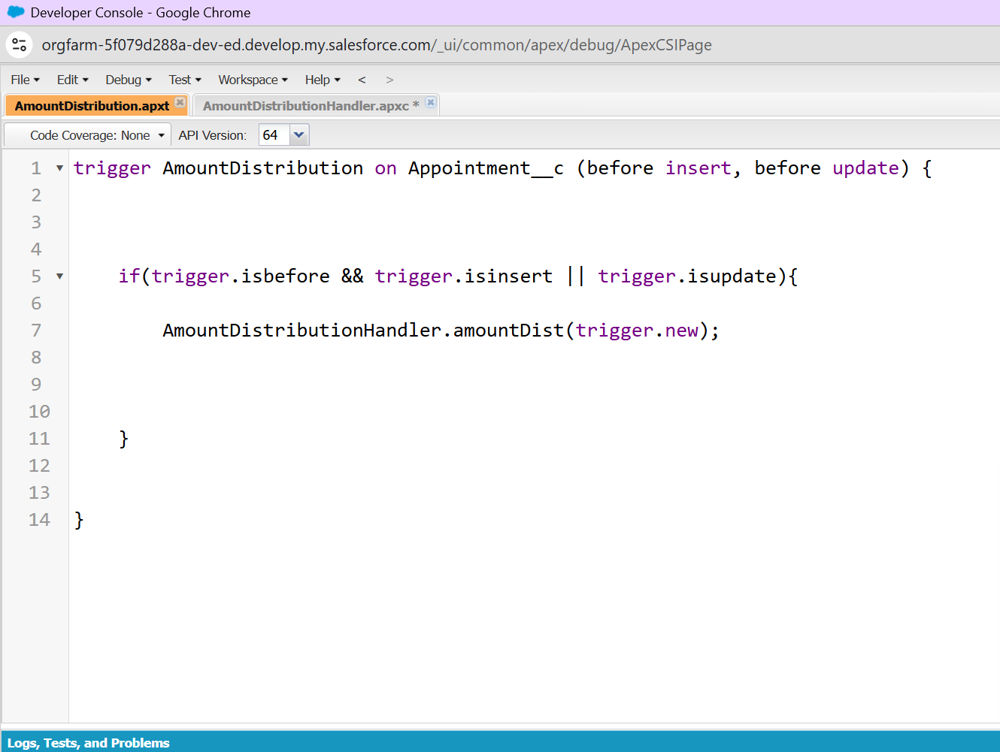 Developer Console - Google Chrome
orgfarm-5f079d288a-dev-ed.develop.my.salesforce.com/_ui/common/apex/debug/ApexCSIPage
File Edit Debug Test Workspace Help < >
AmountDistribution.apxt AmountDistributionHandler.apxc *
Code Coverage: None API Version: 64
1 trigger AmountDistribution on Appointment__c (before insert, before update) {
2
3
4
5 if(trigger.isbefore && trigger.isinsert || trigger.isupdate){
6
7 AmountDistributionHandler.amountDist(trigger.new);
8
9
10
11 }
12
13
14 }
Logs, Tests, and Problems